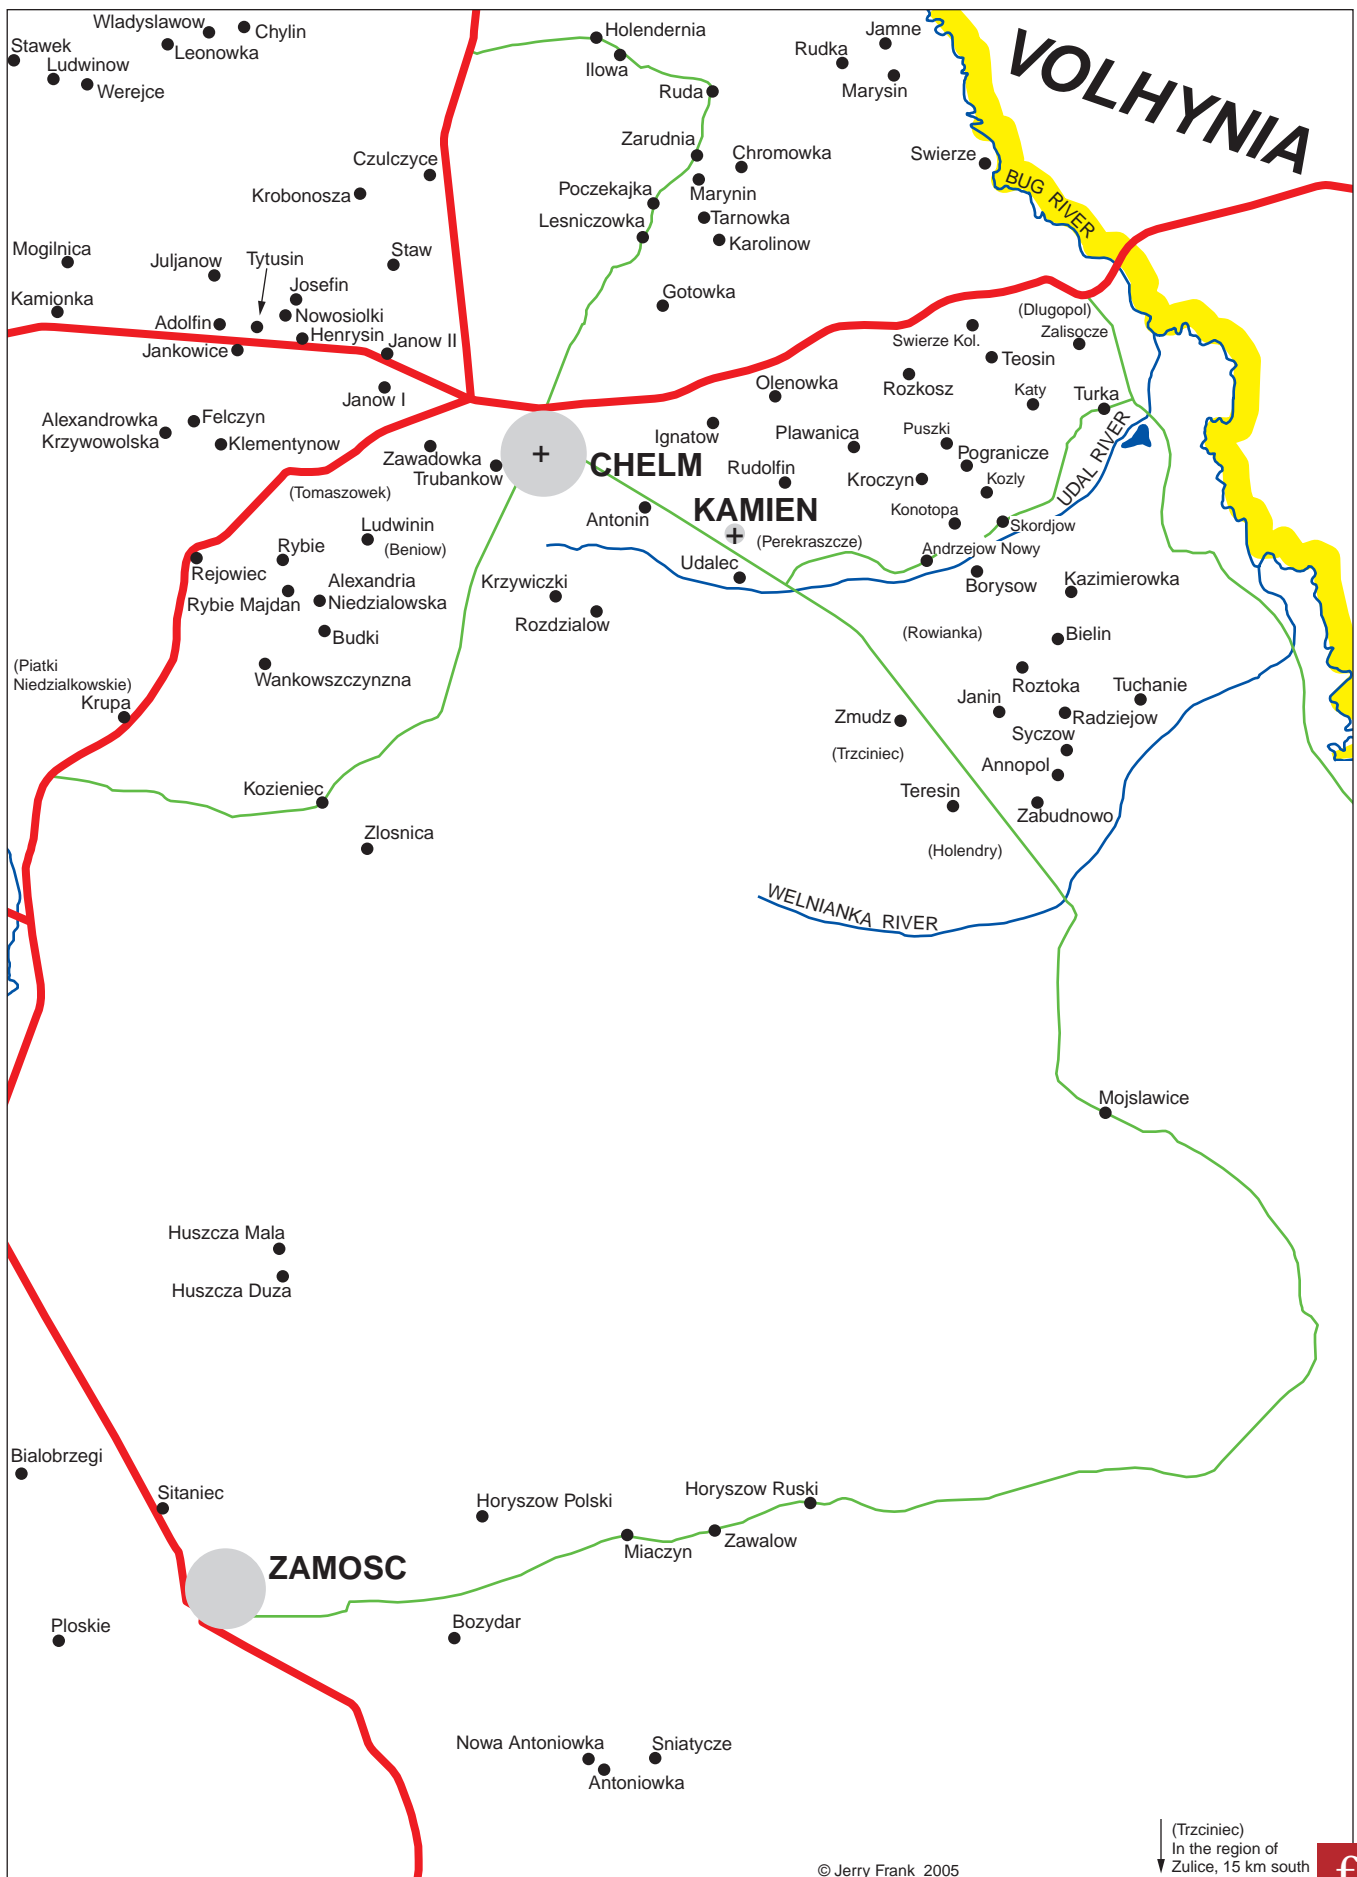 Wladyslawow
Chylin
Holendernia
Jamne
Stawek
Leonowka
Rudka
VOLHYNIA
Ludwinow
Ilowa
Werejce
Ruda
Marysin
Zarudnia
Czulczyce
Chromowka
Swierze
Krobonosza
Poczekajka
Marynin
BUG RIVER
Lesniczowka
Tarnowka
Karolinow
Mogilnica
Juljanow
Tytusin
Staw
Josefin
Kamionka
Gotowka
Nowosiolki
(Dlugopol)
Adolfin
Henrysin
Zalisocze
Jankowice
Janow II
Swierze Kol.
Teosin
Olenowka
Rozkosz
Katy
Turka
Janow I
Alexandrowka
Krzywowolska
Felczyn
Klementynow
Ignatow
Plawanica
Puszki
Zawadowka
Trubankow
CHELM
Rudolfin
Pogranicze
Kroczyn
Kozly
UDAL RIVER
(Tomaszowek)
KAMIEN
Antonin
Konotopa
Skordjow
Ludwinin
(Beniow)
(Perekraszcze)
Andrzejow Nowy
Rybie
Rejowiec
Udalec
Borysow
Kazimierowka
Alexandria
Niedzialowska
Rybie Majdan
Krzywiczki
Rozdzialow
Budki
(Rowianka)
Bielin
(Piatki
Niedzialkowskie)
Krupa
Wankowszczynzna
Roztoka
Tuchanie
Janin
Radziejow
Zmudz
Syczow
(Trzciniec)
Annopol
Kozieniec
Teresin
Zabudnowo
Zlosnica
(Holendry)
WELNIANKA RIVER
Mojslawice
Huszcza Mala
Huszcza Duza
Bialobrzegi
Sitaniec
Horyszow Polski
Horyszow Ruski
Miaczyn
Zawalow
ZAMOSC
Ploskie
Bozydar
Nowa Antoniowka
Sniatycze
Antoniowka
(Trzciniec)
In the region of
Zulice, 15 km south
© Jerry Frank 2005
f